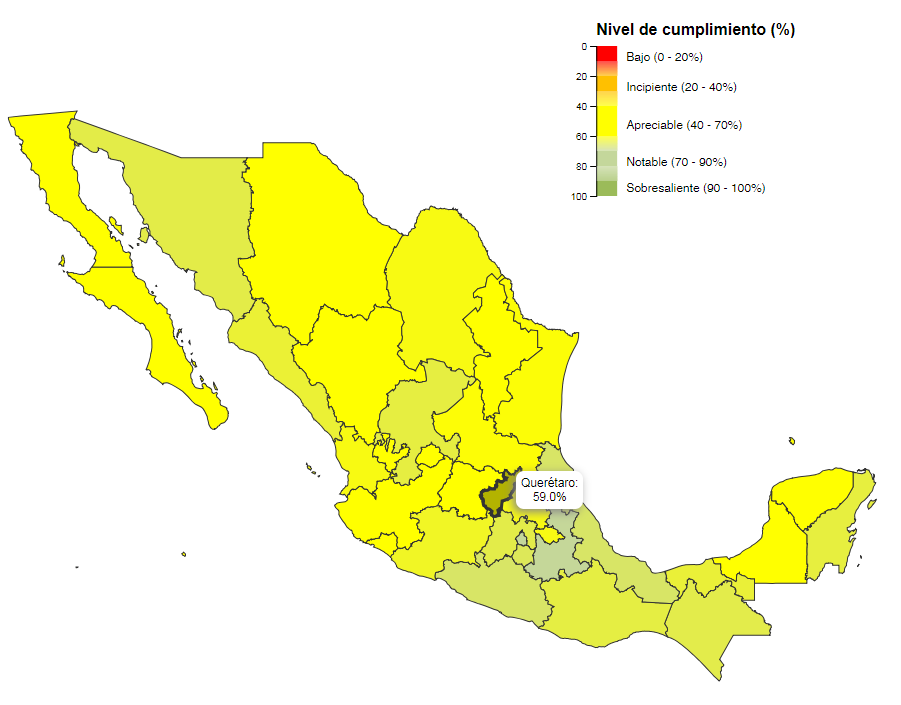 Nivel de cumplimiento (%)
0
Bajo (0 - 20%)
20
Incipiente (20 - 40%)
40
Apreciable (40 - 70%)
60
Notable (70 - 90%)
80
Sobresaliente (90 - 100%)
100
Querétaro:
59.0%